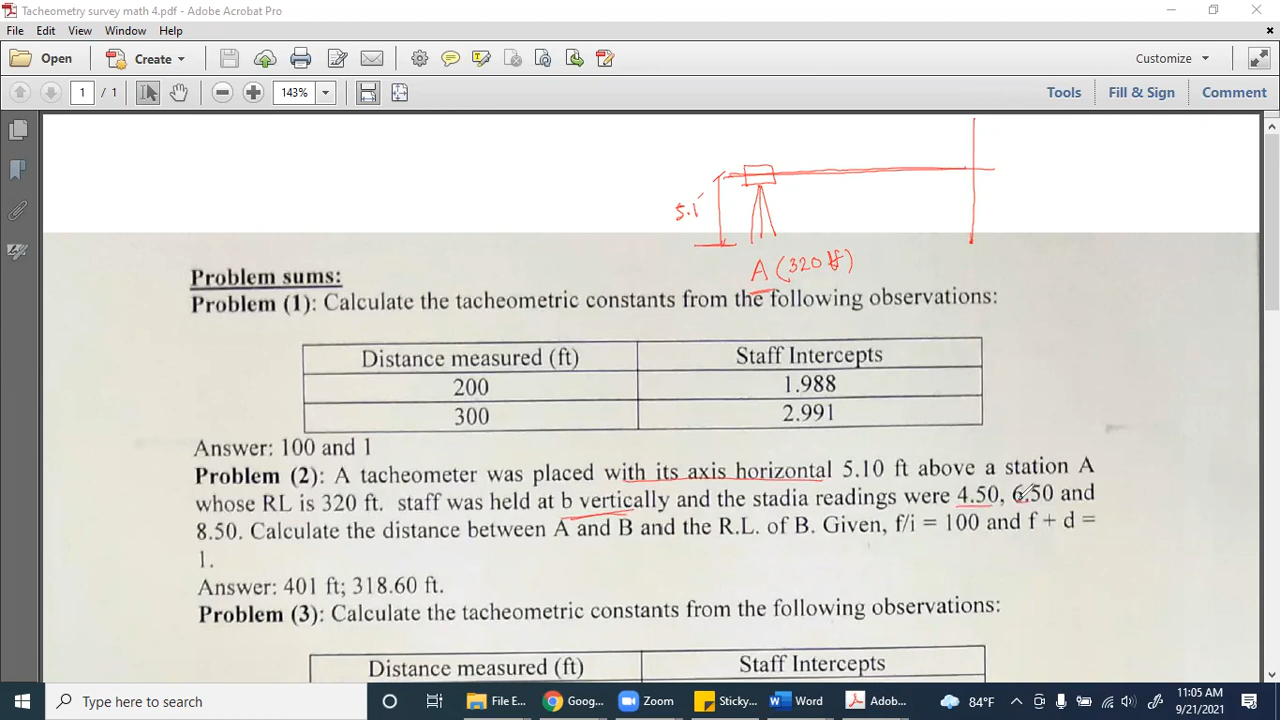 Tacheometry survey math 4.pdf - Adobe Acrobat Pro
File Edit View Window Help
Open Create Customize
1 / 1 143% Tools Fill & Sign Comment
5.1'
A (320 ft)
Problem sums:
Problem (1): Calculate the tacheometric constants from the following observations:
Distance measured (ft) Staff Intercepts
200 1.988
300 2.991
Answer: 100 and 1
Problem (2): A tacheometer was placed with its axis horizontal 5.10 ft above a station A
whose RL is 320 ft. staff was held at b vertically and the stadia readings were 4.50, 6.50 and
8.50. Calculate the distance between A and B and the R.L. of B. Given, f/i = 100 and f + d =
1.
Answer: 401 ft; 318.60 ft.
Problem (3): Calculate the tacheometric constants from the following observations:
Distance measured (ft) Staff Intercepts
Type here to search File E... Goog... Zoom Sticky... Word Adob... 84°F 11:05 AM
9/21/2021